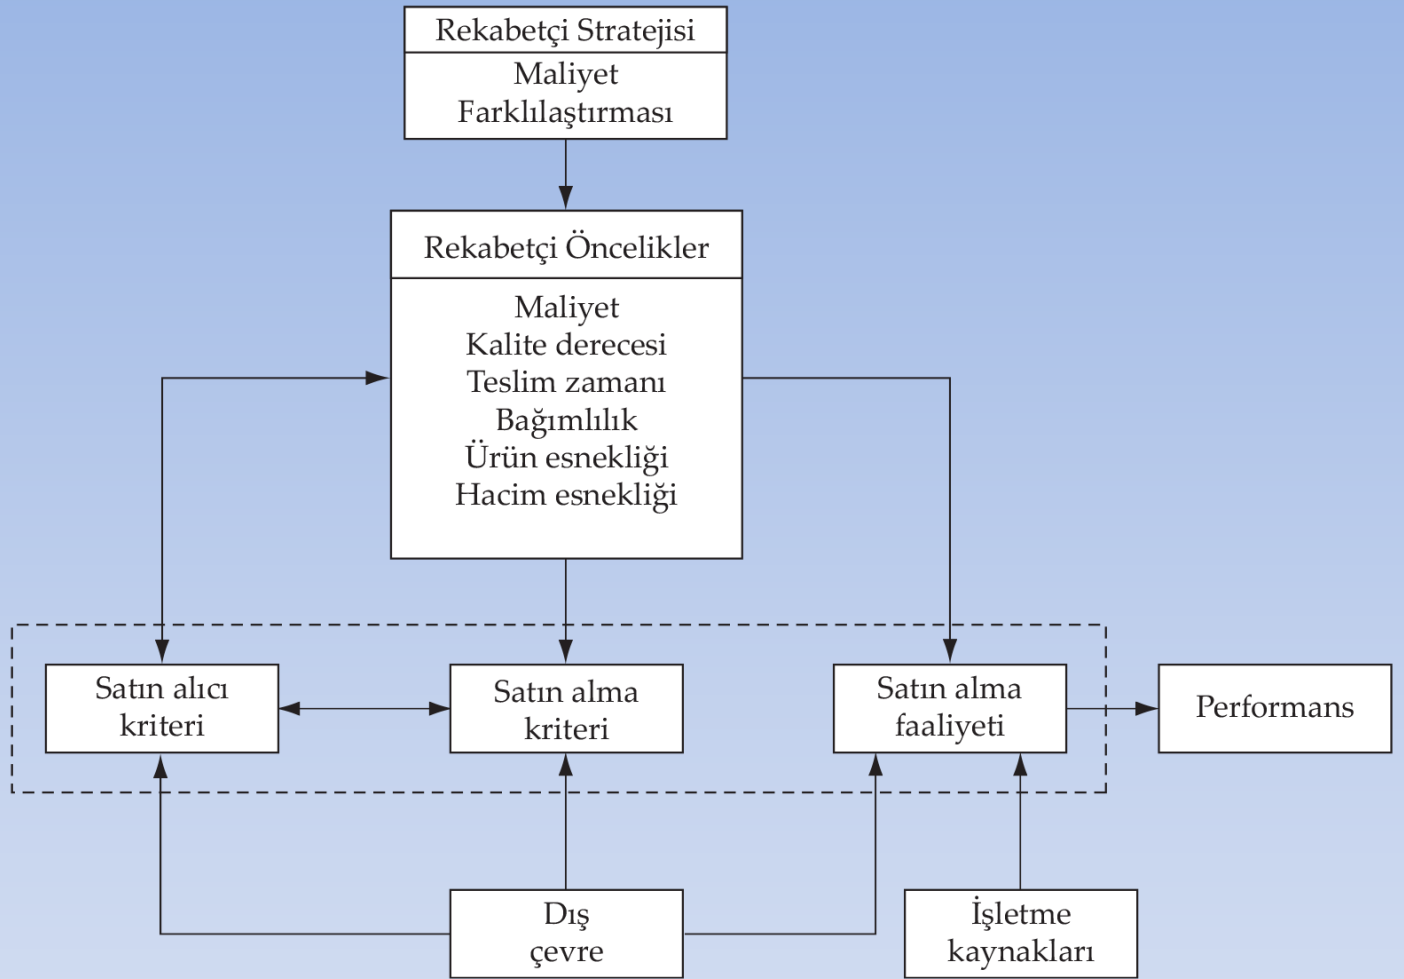 Rekabetçi Stratejisi
Maliyet
Farklılaştırması
Rekabetçi Öncelikler
Maliyet
Kalite derecesi
Teslim zamanı
Bağımlılık
Ürün esnekliği
Hacim esnekliği
Satın alıcı
kriteri
Satın alma
kriteri
Satın alma
faaliyeti
Performans
Dış
çevre
İşletme
kaynakları